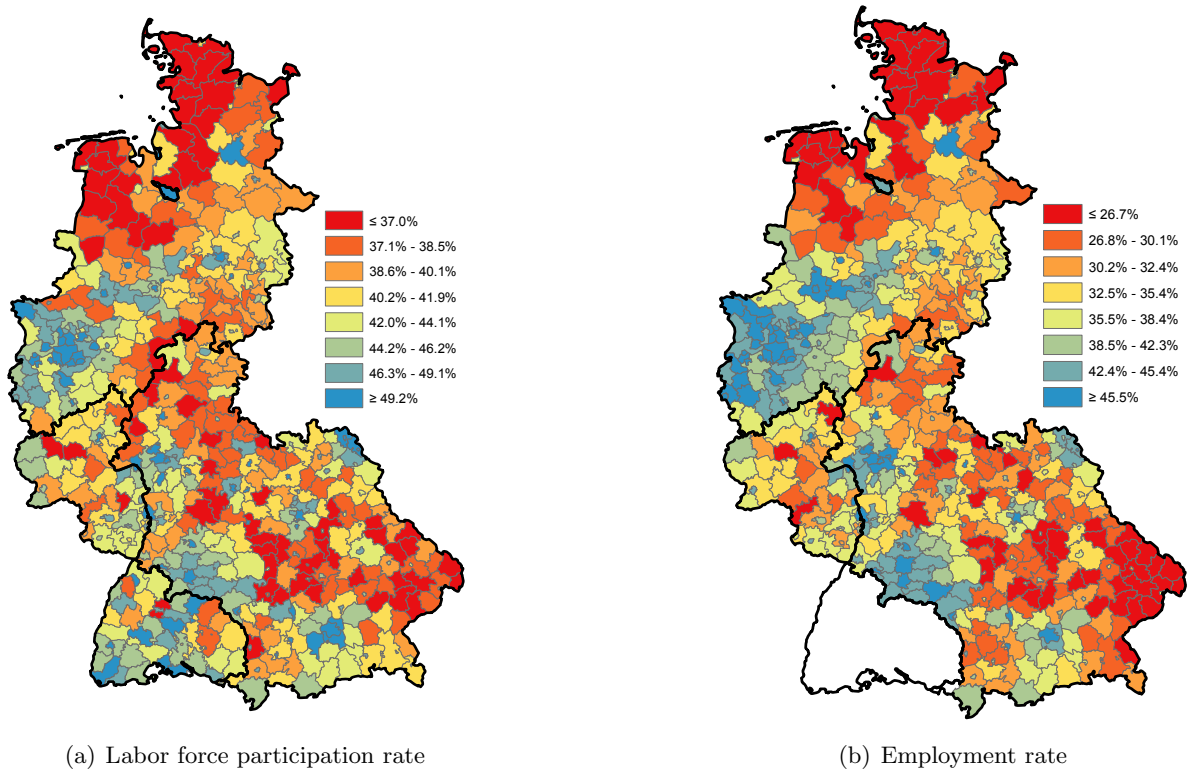 ≤ 37.0%
37.1% - 38.5%
38.6% - 40.1%
40.2% - 41.9%
42.0% - 44.1%
44.2% - 46.2%
46.3% - 49.1%
≥ 49.2%
≤ 26.7%
26.8% - 30.1%
30.2% - 32.4%
32.5% - 35.4%
35.5% - 38.4%
38.5% - 42.3%
42.4% - 45.4%
≥ 45.5%
(a) Labor force participation rate
(b) Employment rate